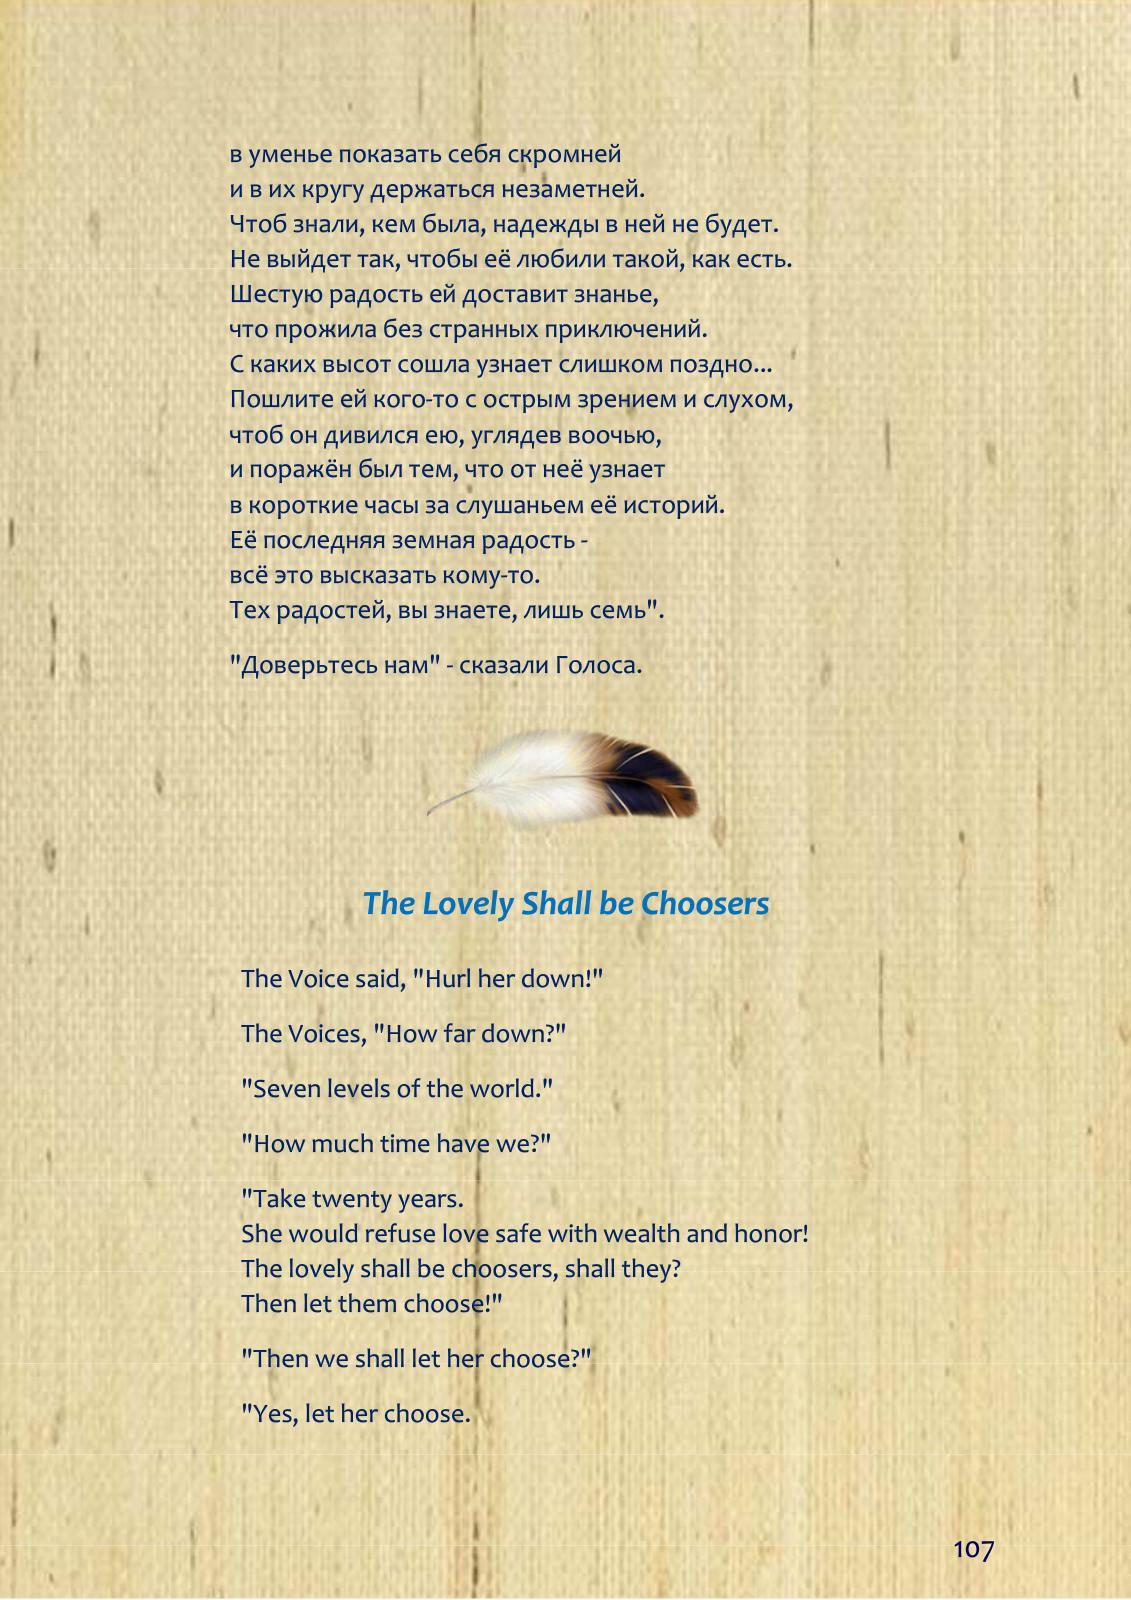 в уменье показать себя скромней
и в их кругу держаться незаметней.
Чтоб знали, кем была, надежды в ней не будет.
Не выйдет так, чтобы её любили такой, как есть.
Шестую радость ей доставит знанье,
что прожила без странных приключений.
С каких высот сошла узнает слишком поздно...
Пошлите ей кого-то с острым зрением и слухом,
чтоб он дивился ею, углядев воочью,
и поражён был тем, что от неё узнает
в короткие часы за слушаньем её историй.
Её последняя земная радость -
всё это высказать кому-то.
Тех радостей, вы знаете, лишь семь".
"Доверьтесь нам" - сказали Голоса.
The Lovely Shall be Choosers
The Voice said, "Hurl her down!"
The Voices, "How far down?"
"Seven levels of the world."
"How much time have we?"
"Take twenty years.
She would refuse love safe with wealth and honor!
The lovely shall be choosers, shall they?
Then let them choose!"
"Then we shall let her choose?"
"Yes, let her choose.
107